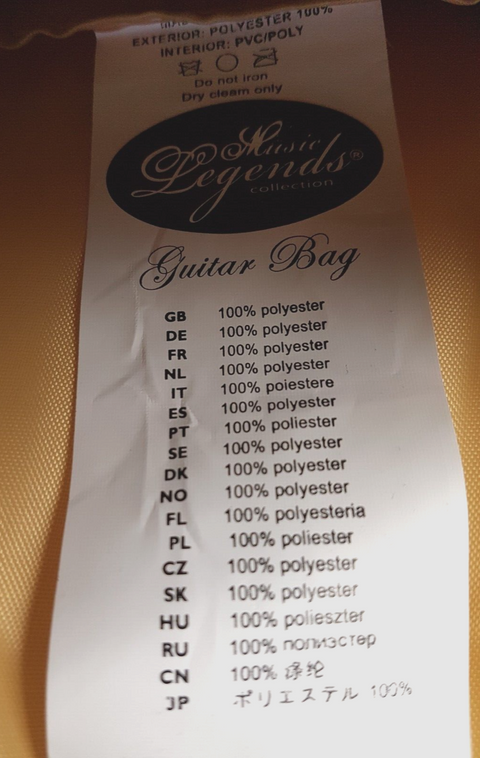 EXTERIOR: POLYESTER 100%
INTERIOR: PVC/POLY
Do not iron
Dry cleam only
Music
Legends®
collection
Guitar Bag
GB 100% polyester
DE 100% polyester
FR 100% polyester
NL 100% polyester
IT 100% poiestere
ES 100% polyester
PT 100% poliester
SE 100% polyester
DK 100% polyester
NO 100% polyester
FL 100% polyesteria
PL 100% poliester
CZ 100% polyester
SK 100% polyester
HU 100% polieszter
RU 100% полиэстер
CN 100% 涤纶
JP ポリエステル 100%